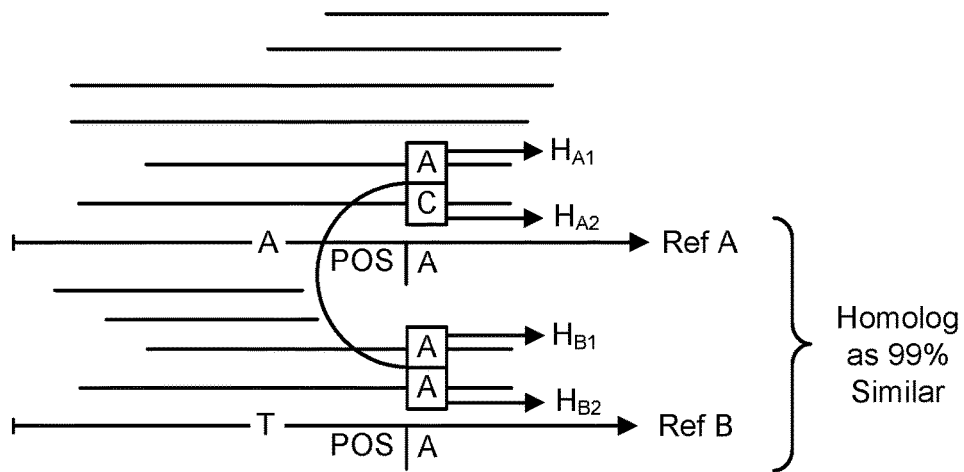 A
H_A1
C
H_A2
A
Ref A
POS A
Homolog
as 99%
Similar
A
H_B1
A
H_B2
T
Ref B
POS A